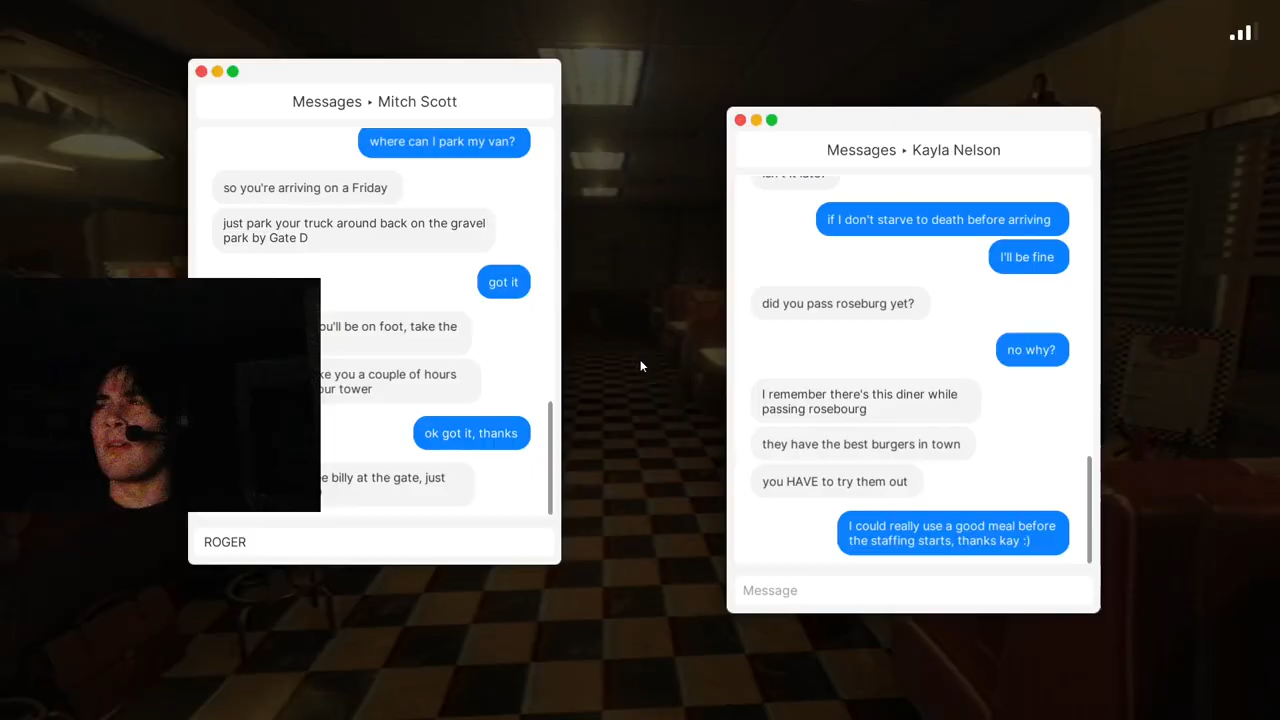 Messages ▸ Mitch Scott
where can I park my van?
so you're arriving on a Friday
just park your truck around back on the gravel
park by Gate D
got it
you'll be on foot, take the
you a couple of hours
tower
ok got it, thanks
billy at the gate, just
ROGER
Messages ▸ Kayla Nelson
if I don't starve to death before arriving
I'll be fine
did you pass roseburg yet?
no why?
I remember there's this diner while
passing rosebourg
they have the best burgers in town
you HAVE to try them out
I could really use a good meal before
the staffing starts, thanks kay :)
Message